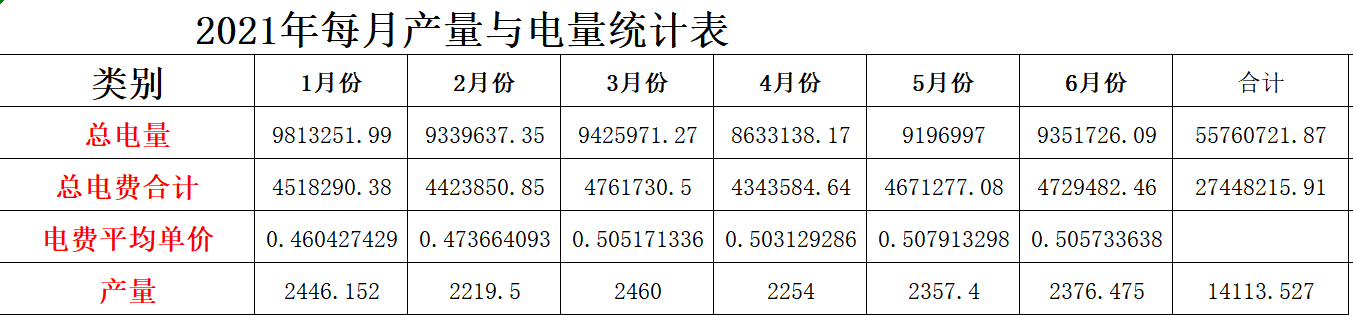 2021年每月产量与电量统计表
类别 1月份 2月份 3月份 4月份 5月份 6月份 合计
总电量 9813251.99 9339637.35 9425971.27 8633138.17 9196997 9351726.09 55760721.87
总电费合计 4518290.38 4423850.85 4761730.5 4343584.64 4671277.08 4729482.46 27448215.91
电费平均单价 0.460427429 0.473664093 0.505171336 0.503129286 0.507913298 0.505733638
产量 2446.152 2219.5 2460 2254 2357.4 2376.475 14113.527